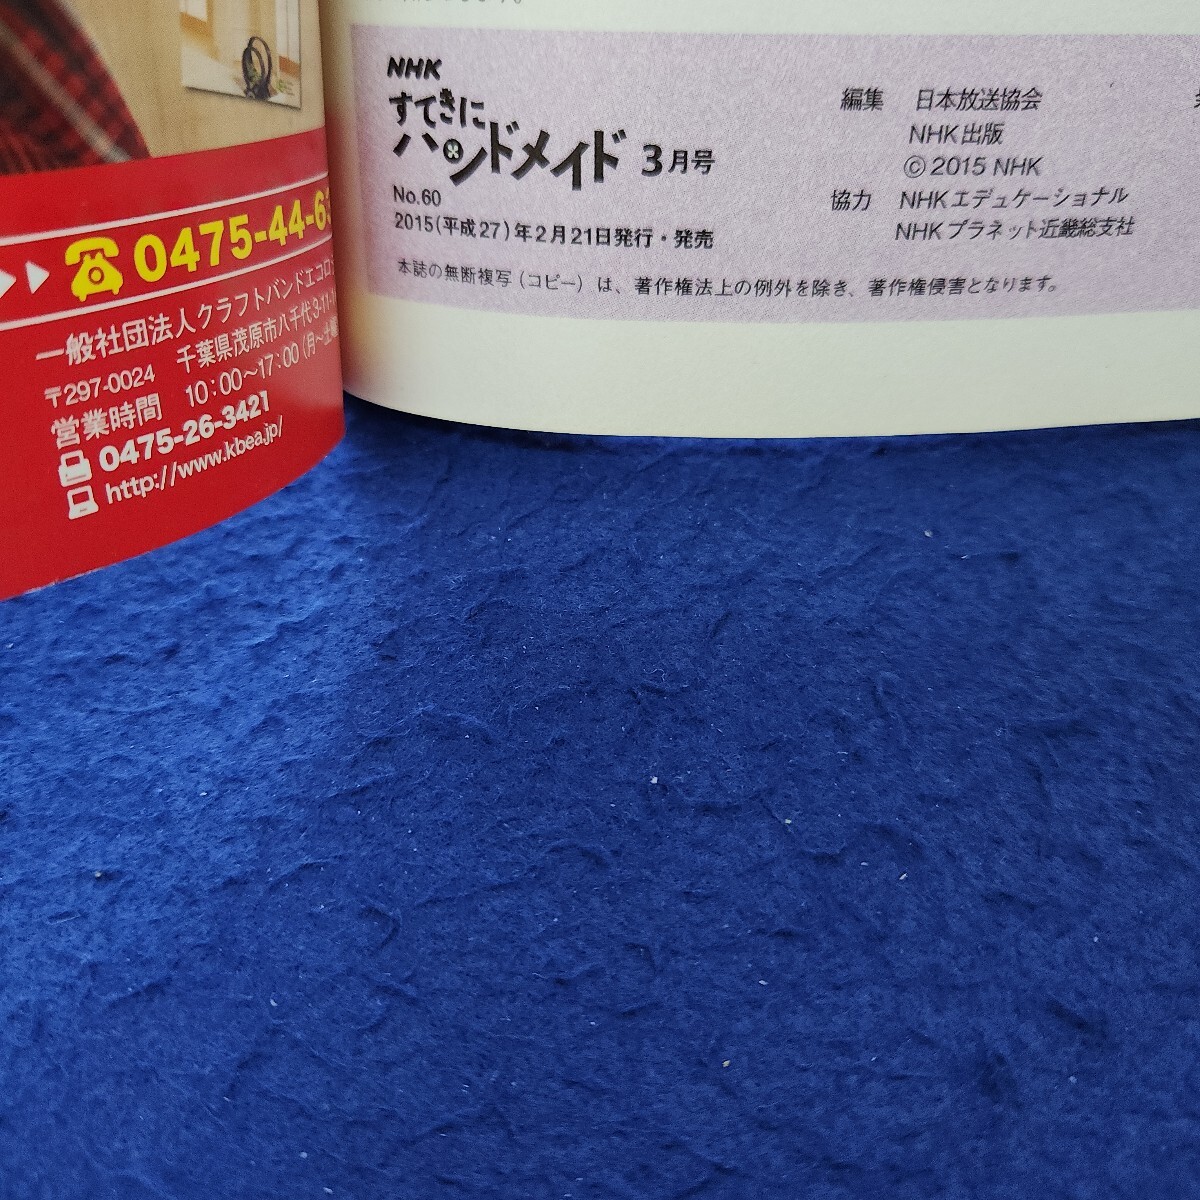 0475-44-6
一般社団法人クラフトバンドエコロ
〒297-0024 千葉県茂原市八千代3-11-
営業時間 10:00～17:00(月～土
0475-26-3421
http://www.kbea.jp/
NHK
すてきに
ハンドメイド 3月号
No.60
2015(平成27)年2月21日発行・発売
編集 日本放送協会
NHK出版
©2015 NHK
協力 NHKエデュケーショナル
NHKプラネット近畿総支社
本誌の無断複写(コピー)は、著作権法上の例外を除き、著作権侵害となります。